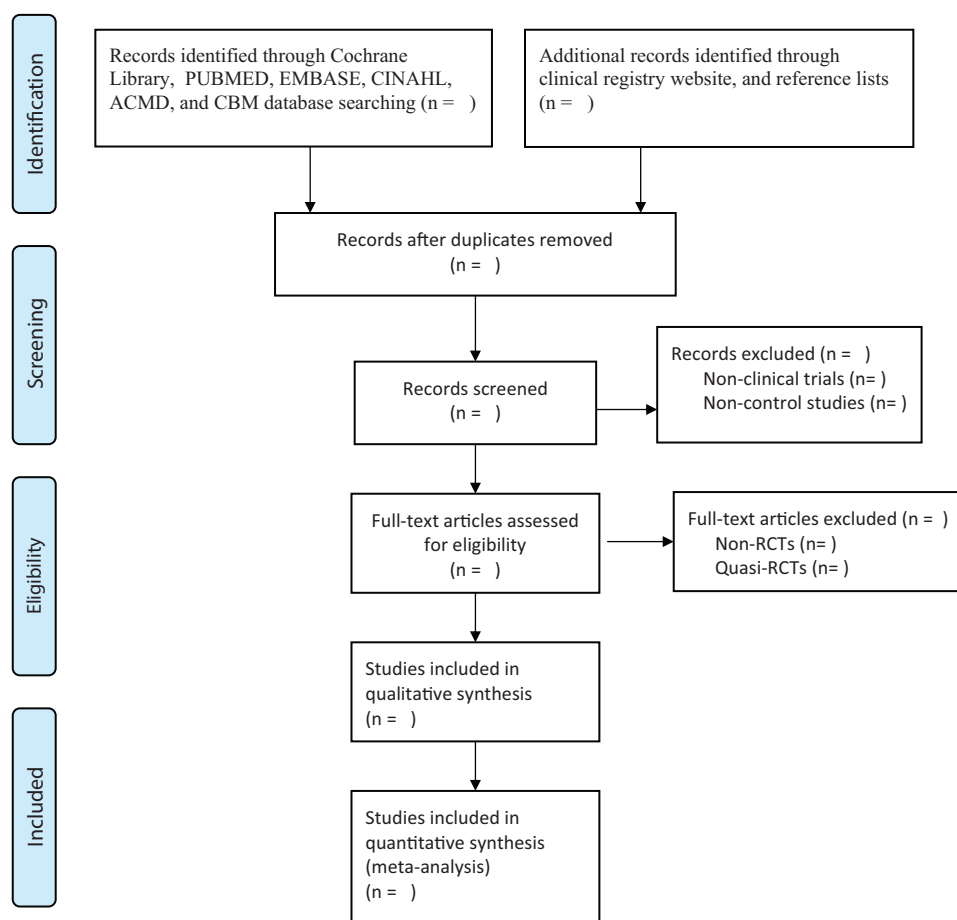 Identification
Records identified through Cochrane
Library, PUBMED, EMBASE, CINAHL,
ACMD, and CBM database searching (n = )
Additional records identified through
clinical registry website, and reference lists
(n = )
Records after duplicates removed
(n = )
Screening
Records screened
(n = )
Records excluded (n = )
Non-clinical trials (n= )
Non-control studies (n= )
Eligibility
Full-text articles assessed
for eligibility
(n = )
Full-text articles excluded (n = )
Non-RCTs (n= )
Quasi-RCTs (n= )
Studies included in
qualitative synthesis
(n = )
Included
Studies included in
quantitative synthesis
(meta-analysis)
(n = )